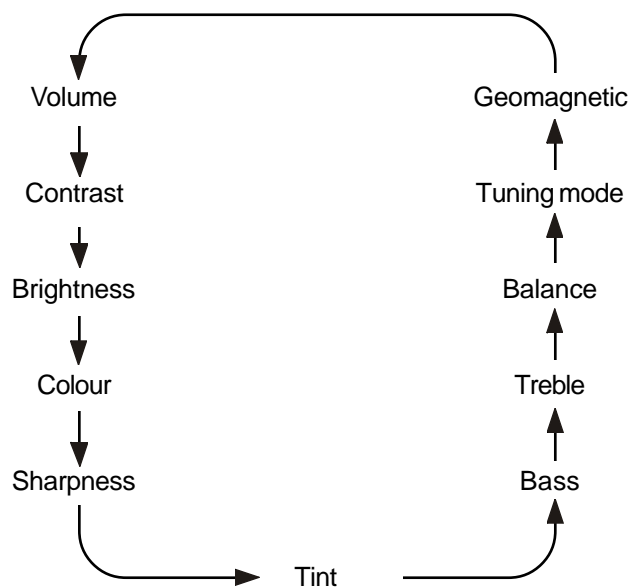 Volume
Geomagnetic
Contrast
Tuning mode
Brightness
Balance
Colour
Treble
Sharpness
Bass
Tint